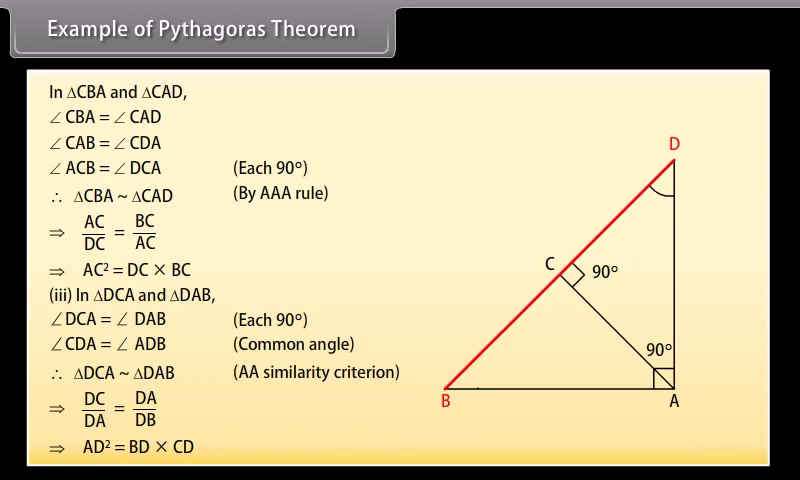 Example of Pythagoras Theorem
In ∆CBA and ∆CAD,
∠ CBA = ∠ CAD
∠ CAB = ∠ CDA
∠ ACB = ∠ DCA (Each 90°)
∴ ∆CBA ~ ∆CAD (By AAA rule)
⇒ AC/DC = BC/AC
⇒ AC² = DC × BC
(iii) In ∆DCA and ∆DAB,
∠DCA = ∠ DAB (Each 90°)
∠CDA = ∠ ADB (Common angle)
∴ ∆DCA ~ ∆DAB (AA similarity criterion)
⇒ DC/DA = DA/DB
⇒ AD² = BD × CD
D
C
90°
90°
B
A